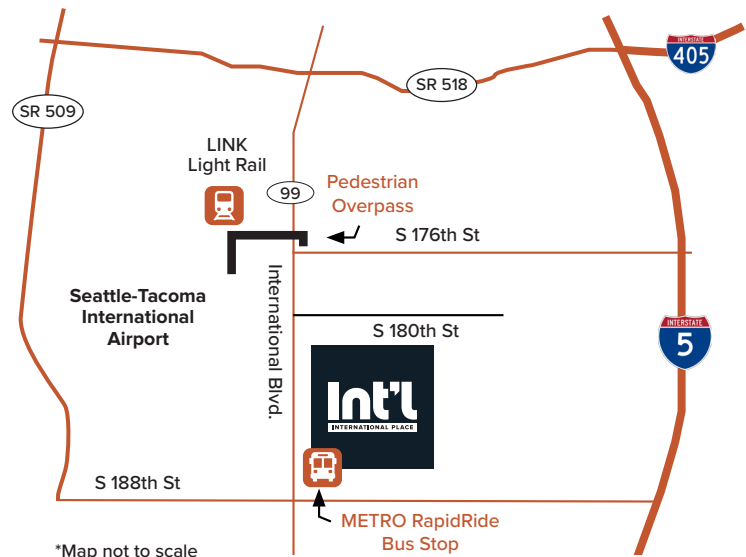 INTERSTATE
405
SR 518
SR 509
LINK
Light Rail
99
Pedestrian
Overpass
S 176th St
Seattle-Tacoma
International
Airport
International Blvd.
S 180th St
INTERSTATE
5
Int'l
INTERNATIONAL PLACE
S 188th St
METRO RapidRide
Bus Stop
*Map not to scale